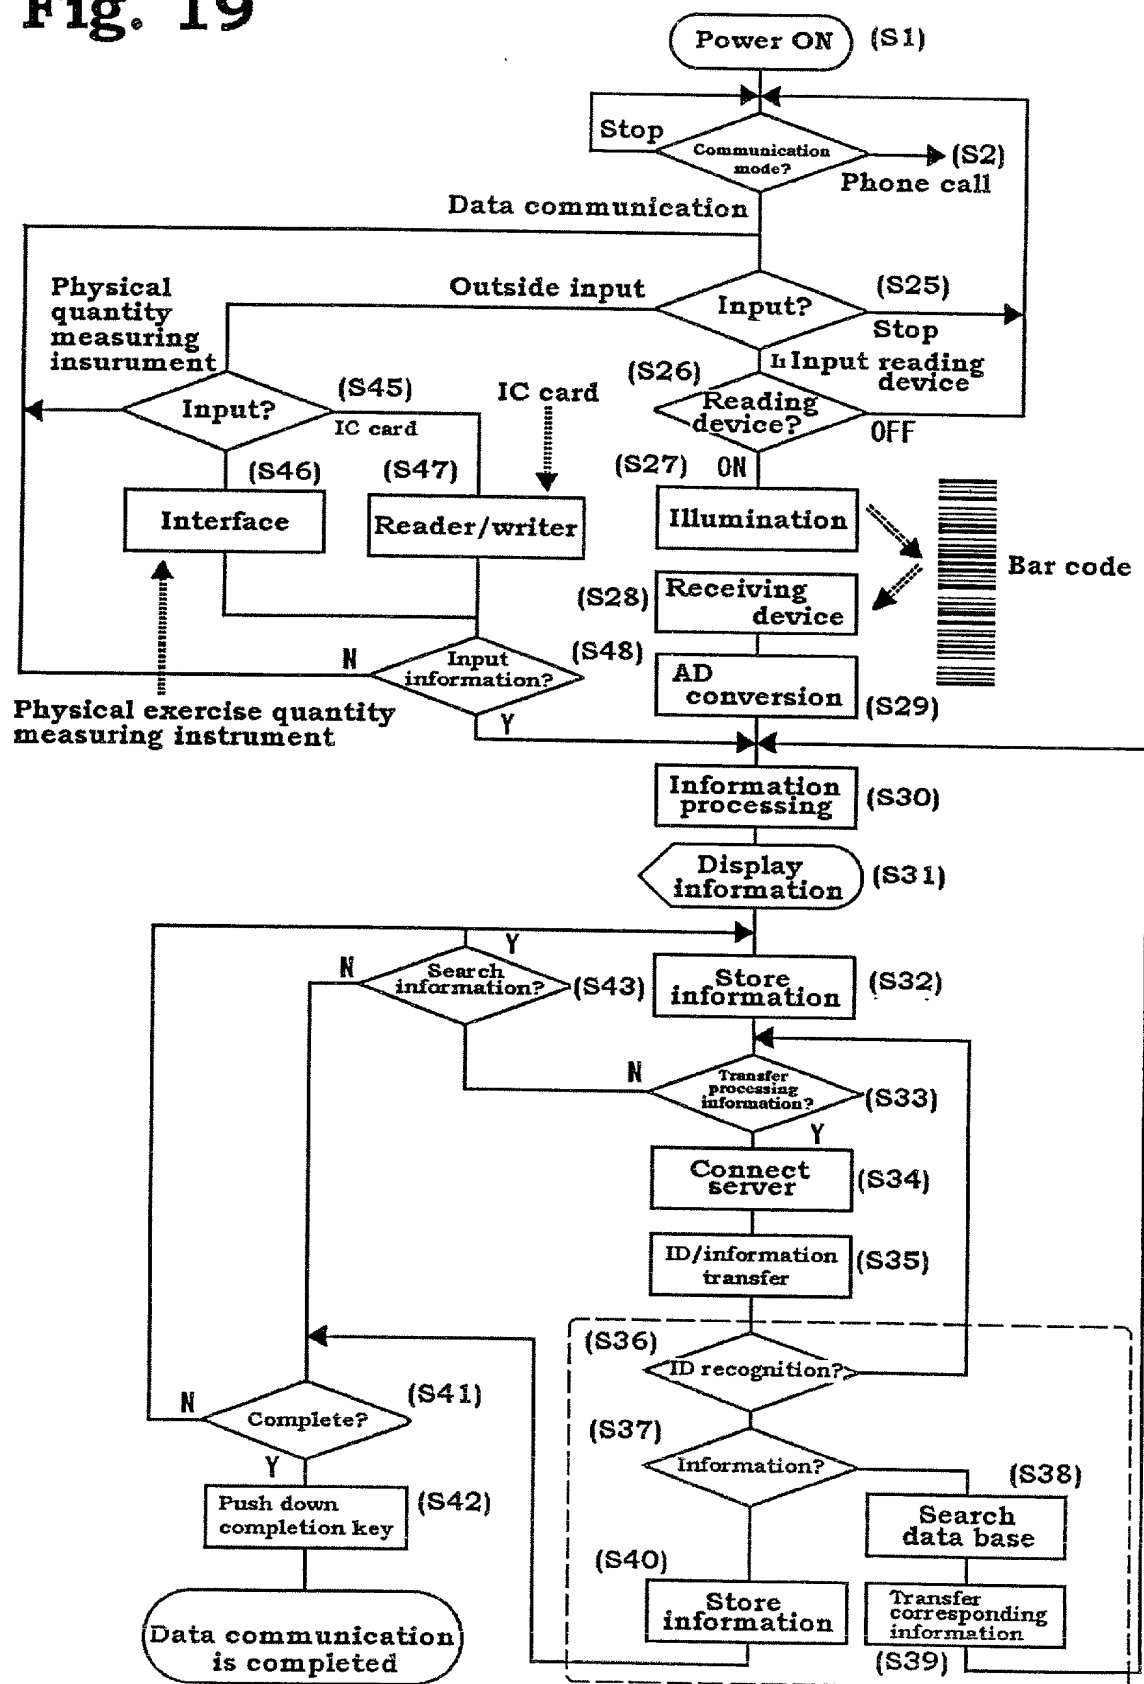 Fig. 19
Power ON
(S1)
Stop
Communication
mode?
(S2)
Phone call
Data communication
Physical
quantity
measuring
insurument
Outside input
Input?
(S25)
Stop
Input reading
device
(S26)
Reading
device?
OFF
ON
Input?
(S45)
IC card
IC card
(S46)
(S47)
(S27)
Interface
Reader/writer
Illumination
Bar code
(S28)
Receiving
device
N
Input
information?
(S48)
AD
conversion
(S29)
Physical exercise quantity
measuring instrument
Y
Information
processing
(S30)
Display
information
(S31)
Y
N
Search
information?
(S43)
Store
information
(S32)
N
Transfer
processing
information?
(S33)
Y
Connect
server
(S34)
ID/information
transfer
(S35)
(S36)
ID recognition?
N
Complete?
(S41)
(S37)
Information?
Y
(S38)
Push down
completion key
(S42)
Search
data base
(S40)
Store
information
Transfer
corresponding
information
(S39)
Data communication
is completed